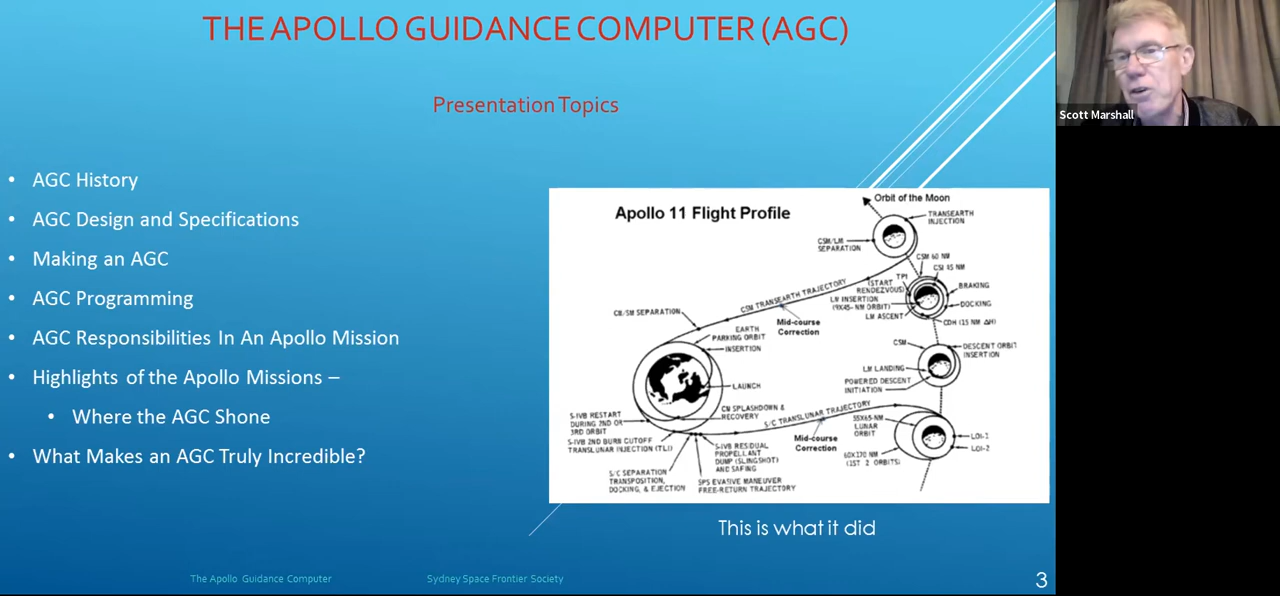 THE APOLLO GUIDANCE COMPUTER (AGC)
Presentation Topics
• AGC History
• AGC Design and Specifications
• Making an AGC
• AGC Programming
• AGC Responsibilities In An Apollo Mission
• Highlights of the Apollo Missions –
• Where the AGC Shone
• What Makes an AGC Truly Incredible?
Apollo 11 Flight Profile
Orbit of the Moon
TRANSEARTH
INJECTION
CSM/LM
SEPARATION
CSM 60 NM
CSI 45 NM
TPI
(START
RENDEZVOUS)
LM INSERTION
(9X45-NM ORBIT)
LM ASCENT
BRAKING
DOCKING
CDH (15 NM ΔH)
CSM TRANSEARTH TRAJECTORY
Mid-course
Correction
CM/SM SEPARATION
EARTH
PARKING ORBIT
INSERTION
LAUNCH
CM SPLASHDOWN &
RECOVERY
CSM
DESCENT ORBIT
INSERTION
LM LANDING
POWERED DESCENT
INITIATION
S/C TRANSLUNAR TRAJECTORY
Mid-course
Correction
55X65-NM
LUNAR
ORBIT
LOI-1
LOI-2
60X170 NM
(1ST 2 ORBITS)
S-IVB RESTART
DURING 2ND OR
3RD ORBIT
S-IVB 2ND BURN CUTOFF
TRANSLUNAR INJECTION (TLI)
S-IVB RESIDUAL
PROPELLANT
DUMP (SLINGSHOT)
AND SAFING
S/C SEPARATION
TRANSPOSITION,
DOCKING, & EJECTION
SPS EVASIVE MANEUVER
FREE-RETURN TRAJECTORY
This is what it did
The Apollo Guidance Computer
Sydney Space Frontier Society
3
Scott Marshall